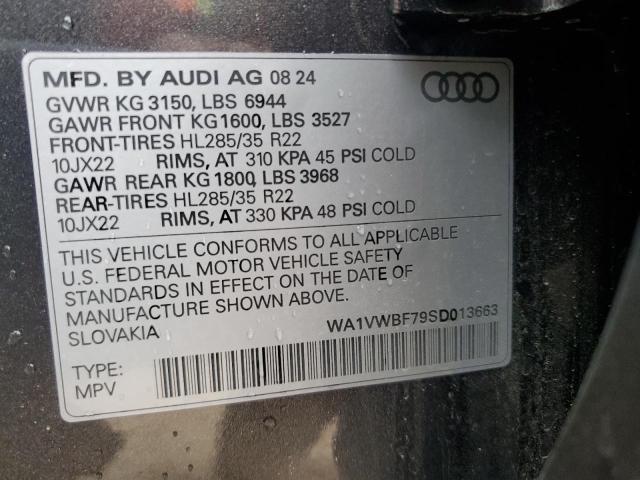 MFD. BY AUDI AG 08 24
GVWR KG 3150, LBS 6944
GAWR FRONT KG1600, LBS 3527
FRONT-TIRES HL285/35 R22
10JX22 RIMS, AT 310 KPA 45 PSI COLD
GAWR REAR KG 1800, LBS 3968
REAR-TIRES HL285/35 R22
10JX22 RIMS, AT 330 KPA 48 PSI COLD
THIS VEHICLE CONFORMS TO ALL APPLICABLE
U.S. FEDERAL MOTOR VEHICLE SAFETY
STANDARDS IN EFFECT ON THE DATE OF
MANUFACTURE SHOWN ABOVE.
SLOVAKIA WA1VWBF79SD013663
TYPE:
MPV